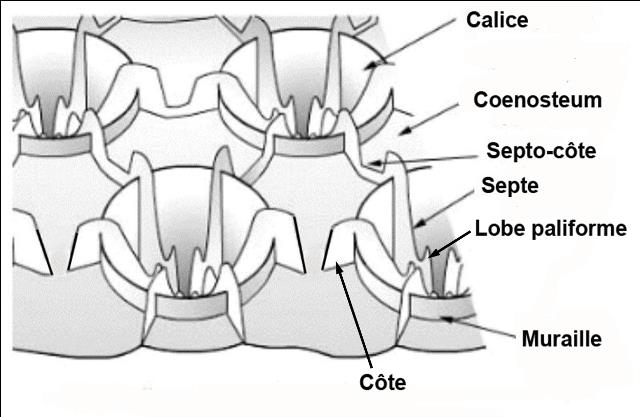 Calice
Coenosteum
Septo-côte
Septe
Lobe paliforme
Muraille
Côte